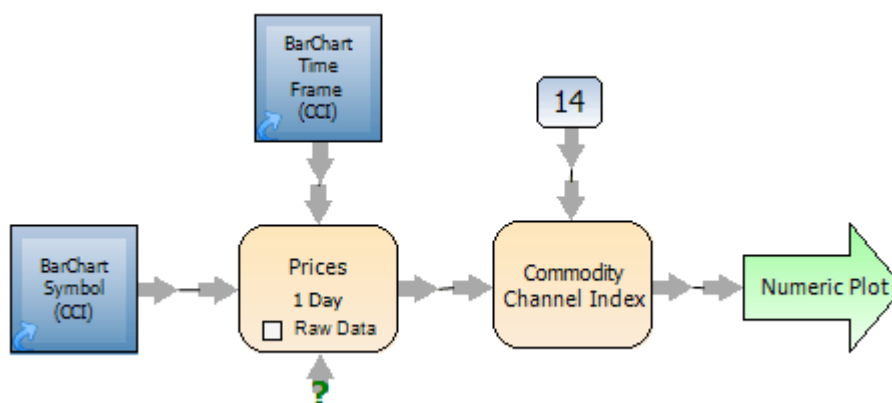 BarChart
Time
Frame
(CCI)
14
BarChart
Symbol
(CCI)
Prices
1 Day
Raw Data
Commodity
Channel Index
Numeric Plot
?